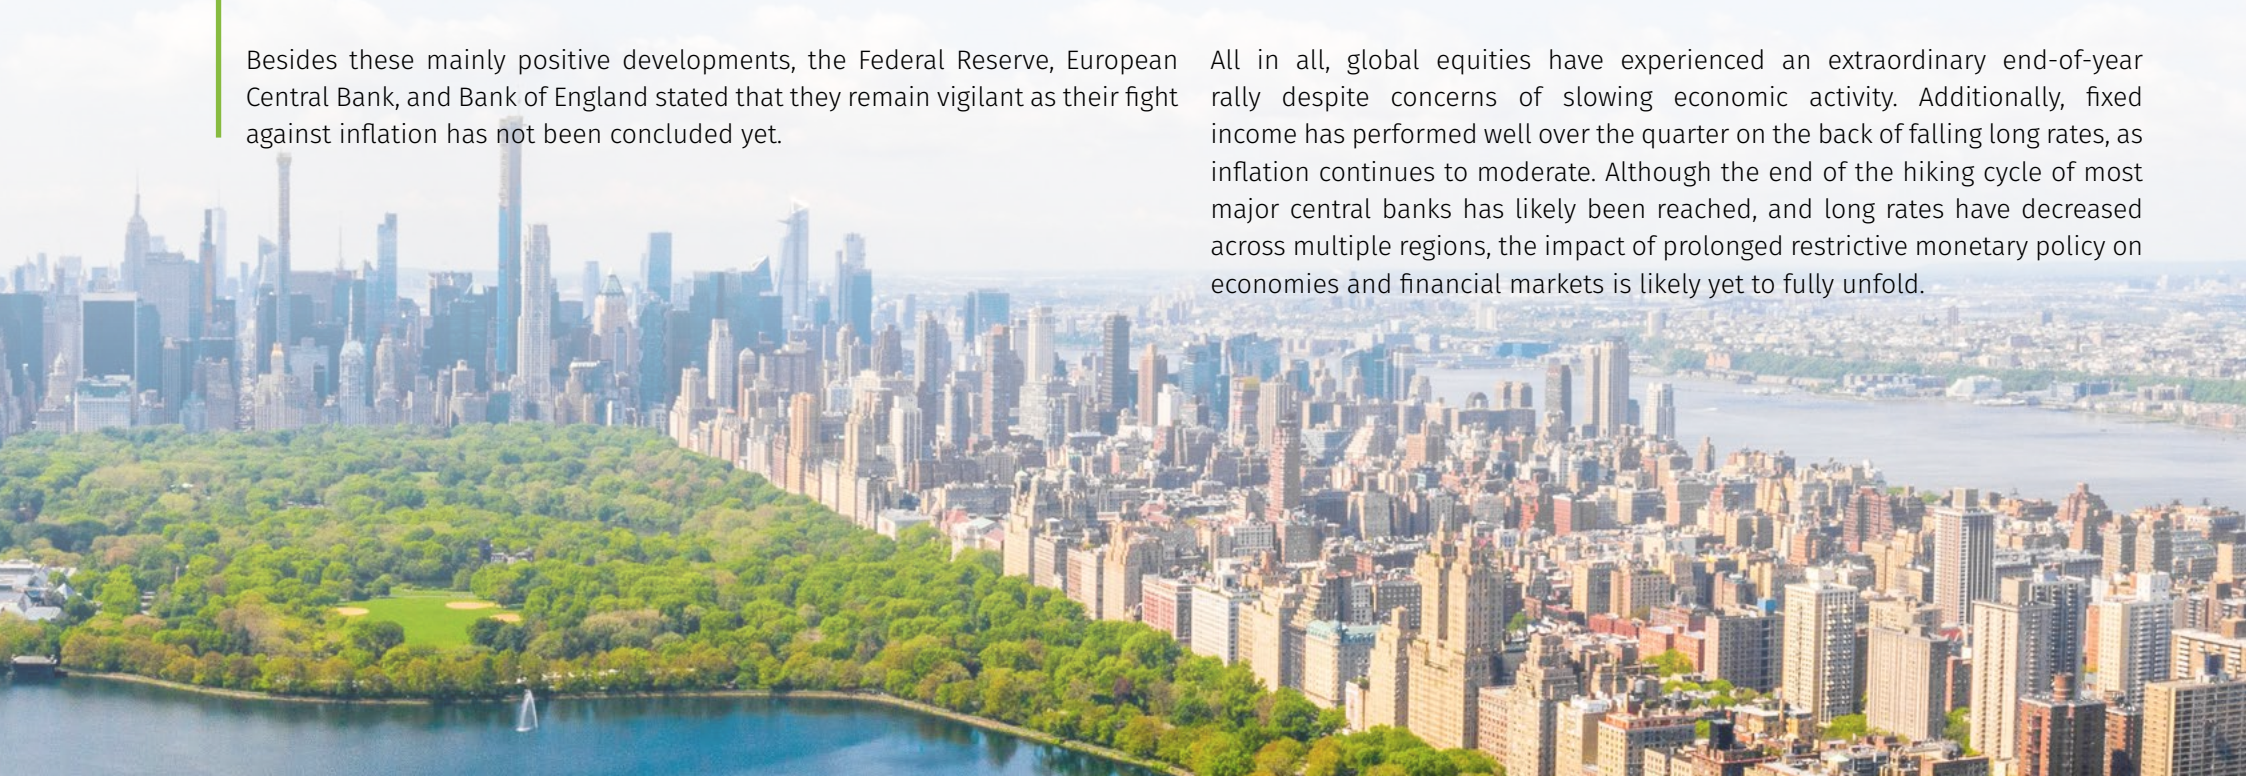 Besides these mainly positive developments, the Federal Reserve, European
Central Bank, and Bank of England stated that they remain vigilant as their fight
against inflation has not been concluded yet.
All in all, global equities have experienced an extraordinary end-of-year
rally despite concerns of slowing economic activity. Additionally, fixed
income has performed well over the quarter on the back of falling long rates, as
inflation continues to moderate. Although the end of the hiking cycle of most
major central banks has likely been reached, and long rates have decreased
across multiple regions, the impact of prolonged restrictive monetary policy on
economies and financial markets is likely yet to fully unfold.